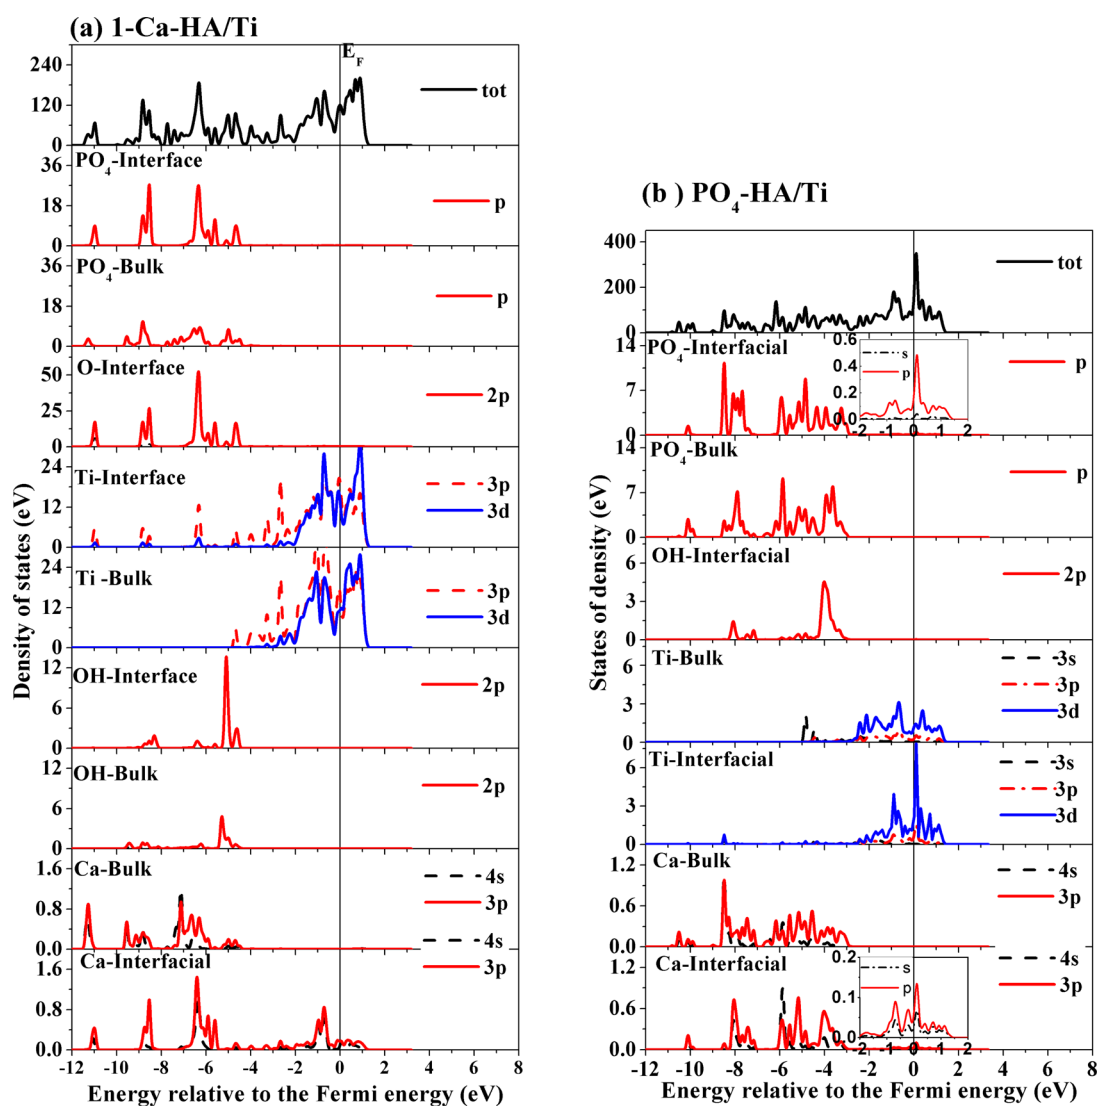 (a) 1-Ca-HA/Ti
E_F
240
120
0
tot
PO4-Interface
36
18
0
p
PO4-Bulk
36
18
0
p
O-Interface
50
25
0
2p
Ti-Interface
24
12
0
3p
3d
Ti -Bulk
24
12
0
3p
3d
OH-Interface
12
6
0
2p
OH-Bulk
12
6
0
2p
Ca-Bulk
1.6
0.8
0.0
4s
3p
Ca-Interfacial
1.6
0.8
0.0
4s
3p
-12 -10 -8 -6 -4 -2 0 2 4 6 8
Energy relative to the Fermi energy (eV)
Density of states (eV)
(b ) PO4-HA/Ti
400
200
0
tot
PO4-Interfacial
14
7
0
p
0.6
0.4
0.2
0.0
s
p
-2 -1 0 1 2
PO4-Bulk
14
7
0
p
OH-Interfacial
6
3
0
2p
Ti-Bulk
6
3
0
3s
3p
3d
Ti-Interfacial
6
3
0
3s
3p
3d
Ca-Bulk
1.2
0.6
0.0
4s
3p
Ca-Interfacial
1.2
0.6
0.0
4s
3p
0.2
0.1
0.0
s
p
-2 -1 0 1 2
-12 -10 -8 -6 -4 -2 0 2 4 6 8
Energy relative to the Fermi energy (eV)
States of density (eV)